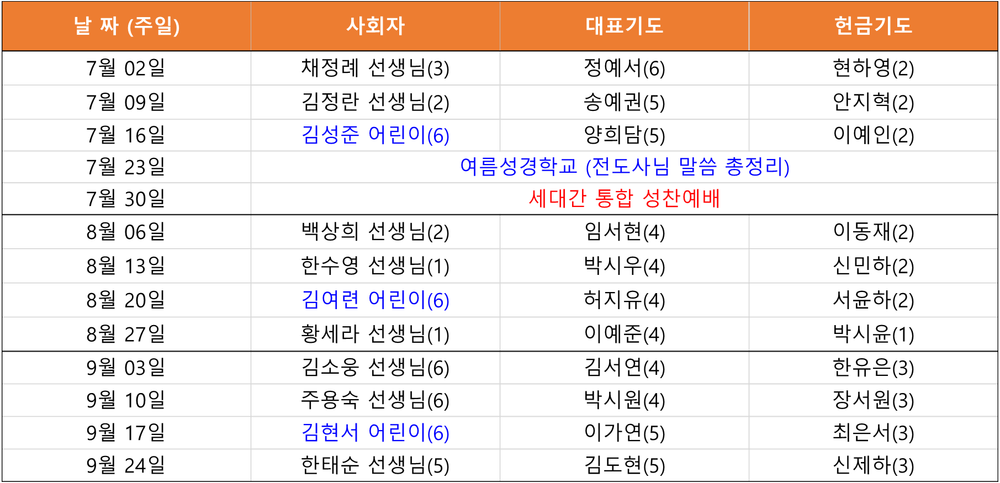 날 짜 (주일) 사회자 대표기도 헌금기도
7월 02일 채정례 선생님(3) 정예서(6) 현하영(2)
7월 09일 김정란 선생님(2) 송예권(5) 안지혁(2)
7월 16일 김성준 어린이(6) 양희담(5) 이예인(2)
7월 23일 여름성경학교 (전도사님 말씀 총정리)
7월 30일 세대간 통합 성찬예배
8월 06일 백상희 선생님(2) 임서현(4) 이동재(2)
8월 13일 한수영 선생님(1) 박시우(4) 신민하(2)
8월 20일 김여련 어린이(6) 허지유(4) 서윤하(2)
8월 27일 황세라 선생님(1) 이예준(4) 박시윤(1)
9월 03일 김소웅 선생님(6) 김서연(4) 한유은(3)
9월 10일 주용숙 선생님(6) 박시원(4) 장서원(3)
9월 17일 김현서 어린이(6) 이가연(5) 최은서(3)
9월 24일 한태순 선생님(5) 김도현(5) 신제하(3)